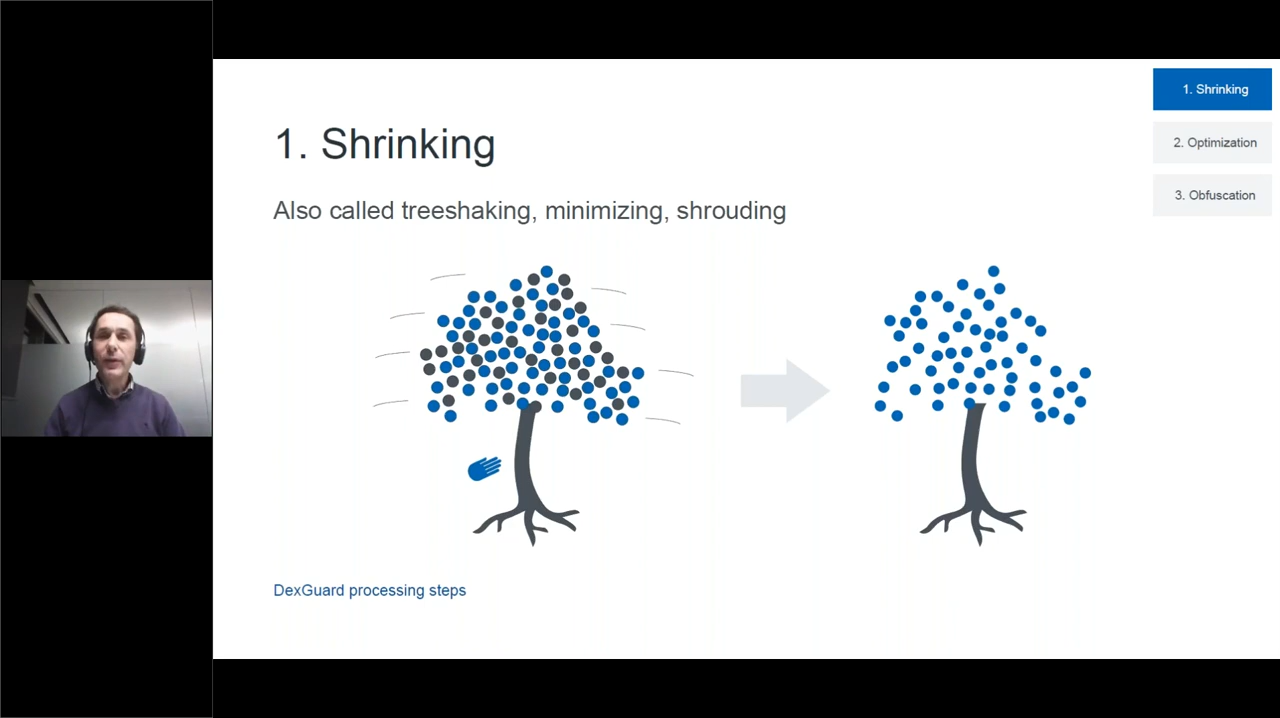 1. Shrinking
Also called treeshaking, minimizing, shrouding
DexGuard processing steps
1. Shrinking
2. Optimization
3. Obfuscation